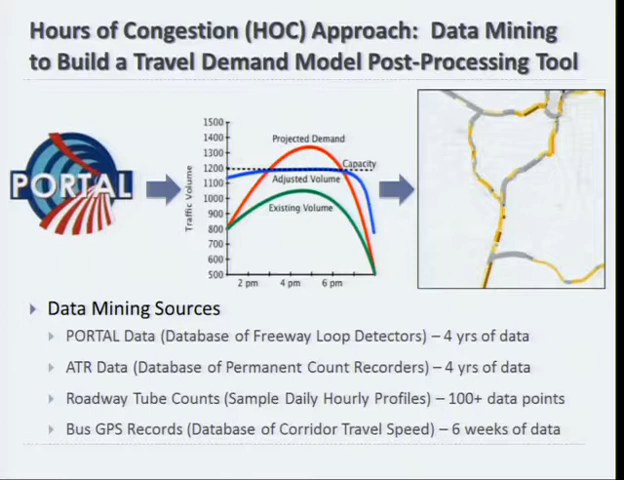 Hours of Congestion (HOC) Approach: Data Mining
to Build a Travel Demand Model Post-Processing Tool
PORTAL
Traffic Volume
1500
1400
1300
1200
1100
1000
900
800
700
600
500
Projected Demand
Capacity
Adjusted Volume
Existing Volume
2 pm
4 pm
6 pm
Data Mining Sources
PORTAL Data (Database of Freeway Loop Detectors) – 4 yrs of data
ATR Data (Database of Permanent Count Recorders) – 4 yrs of data
Roadway Tube Counts (Sample Daily Hourly Profiles) – 100+ data points
Bus GPS Records (Database of Corridor Travel Speed) – 6 weeks of data